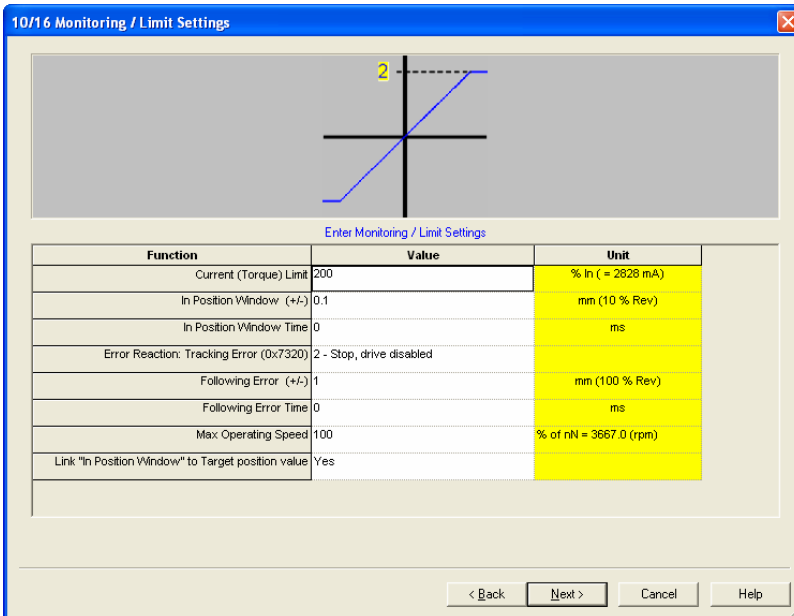 10/16 Monitoring / Limit Settings
2
Enter Monitoring / Limit Settings
Function Value Unit
Current (Torque) Limit 200 % In ( = 2828 mA)
In Position Window (+/-) 0.1 mm (10 % Rev)
In Position Window Time 0 ms
Error Reaction: Tracking Error (0x7320) 2 - Stop, drive disabled
Following Error (+/-) 1 mm (100 % Rev)
Following Error Time 0 ms
Max Operating Speed 100 % of nN = 3667.0 (rpm)
Link "In Position Window" to Target position value Yes
< Back Next > Cancel Help